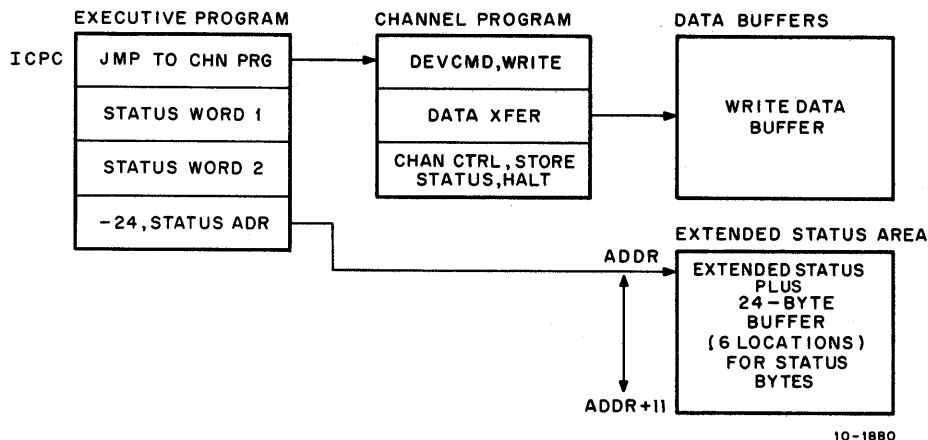 EXECUTIVE PROGRAM
CHANNEL PROGRAM
DATA BUFFERS
ICPC
JMP TO CHN PRG
STATUS WORD 1
STATUS WORD 2
-24, STATUS ADR
DEVCMD, WRITE
DATA XFER
CHAN CTRL, STORE
STATUS, HALT
WRITE DATA
BUFFER
EXTENDED STATUS AREA
ADDR
ADDR+11
EXTENDED STATUS
PLUS
24-BYTE
BUFFER
(6 LOCATIONS)
FOR STATUS
BYTES
10-1880